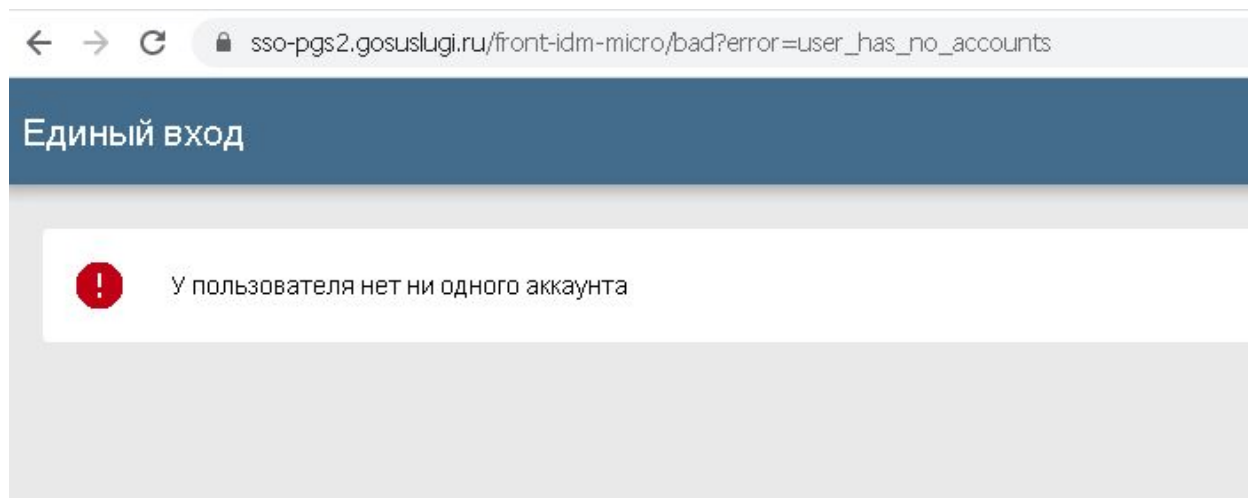 sso-pgs2.gosuslugi.ru/front-idm-micro/bad?error=user_has_no_accounts
Единый вход
У пользователя нет ни одного аккаунта